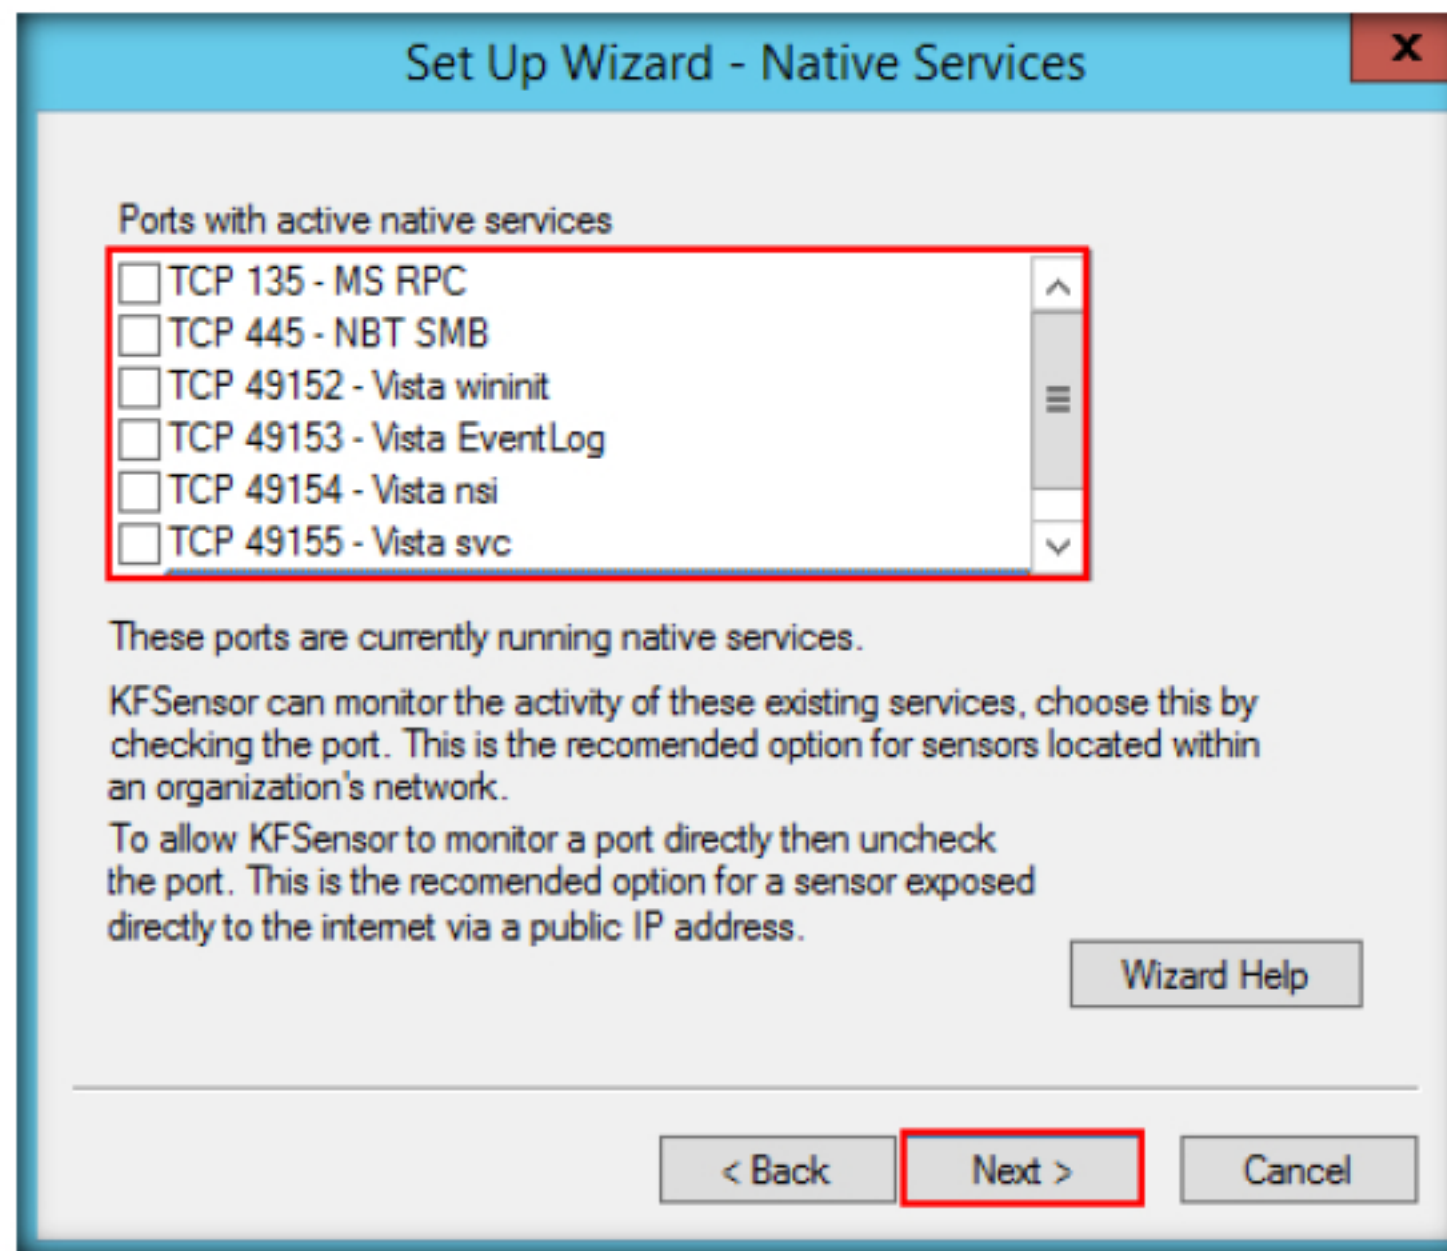 Set Up Wizard - Native Services
x
Ports with active native services
TCP 135 - MS RPC
TCP 445 - NBT SMB
TCP 49152 - Vista wininit
TCP 49153 - Vista EventLog
TCP 49154 - Vista nsi
TCP 49155 - Vista svc
These ports are currently running native services.
KFSensor can monitor the activity of these existing services, choose this by
checking the port. This is the recomended option for sensors located within
an organization's network.
To allow KFSensor to monitor a port directly then uncheck
the port. This is the recomended option for a sensor exposed
directly to the internet via a public IP address.
Wizard Help
< Back
Next >
Cancel